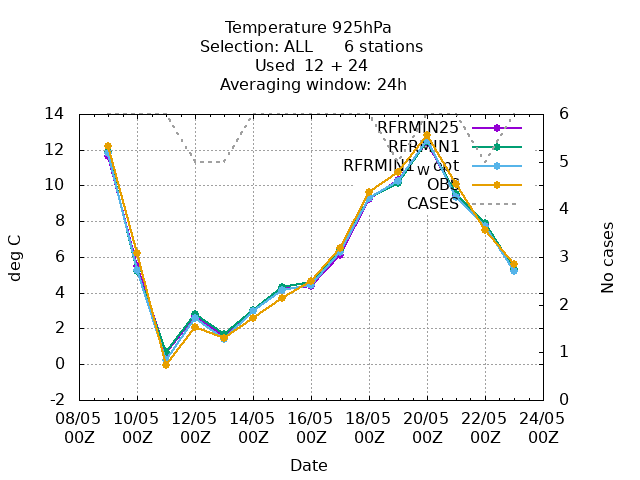 Temperature 925hPa
Selection: ALL 6 stations
Used 12 + 24
Averaging window: 24h
deg C
14
12
10
8
6
4
2
0
-2
RFRMIN25
RFRMIN1
RFRMIN1_W_opt
OBS
CASES
6
5
4
3
2
1
0
No cases
08/05 10/05 12/05 14/05 16/05 18/05 20/05 22/05 24/05
00Z 00Z 00Z 00Z 00Z 00Z 00Z 00Z 00Z
Date